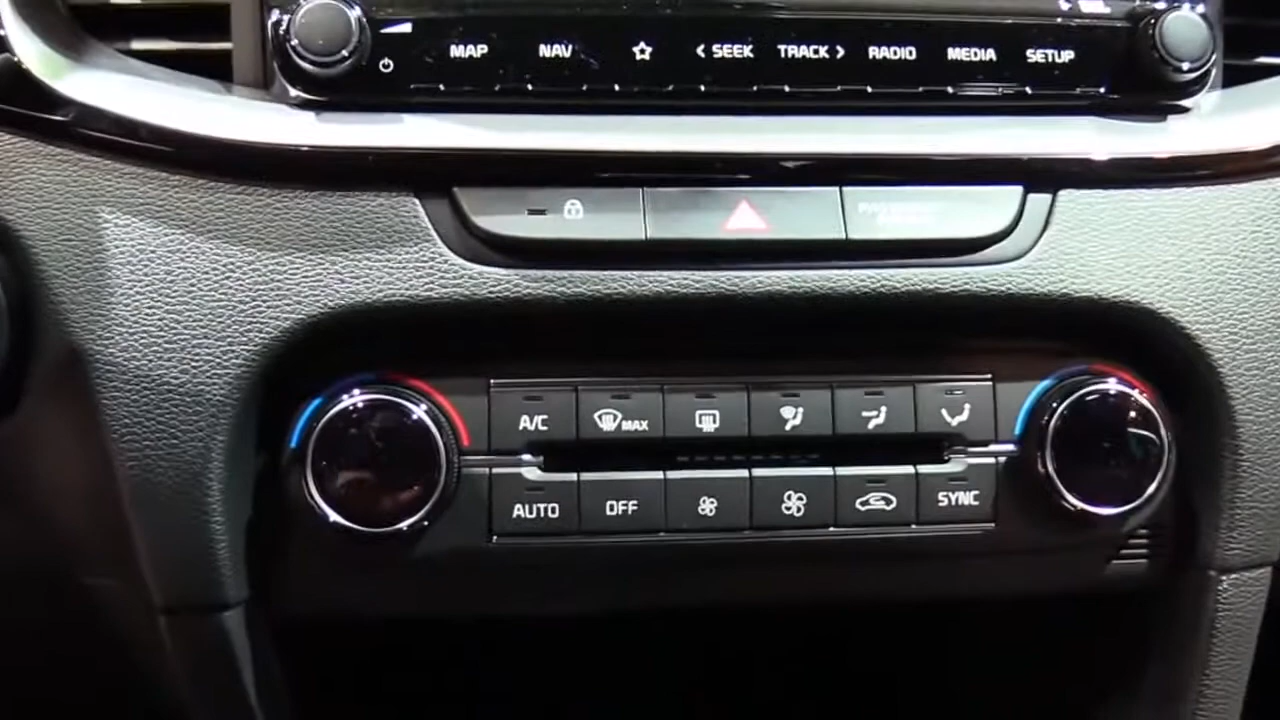 MAP NAV < SEEK TRACK > RADIO MEDIA SETUP
A/C MAX
AUTO OFF SYNC